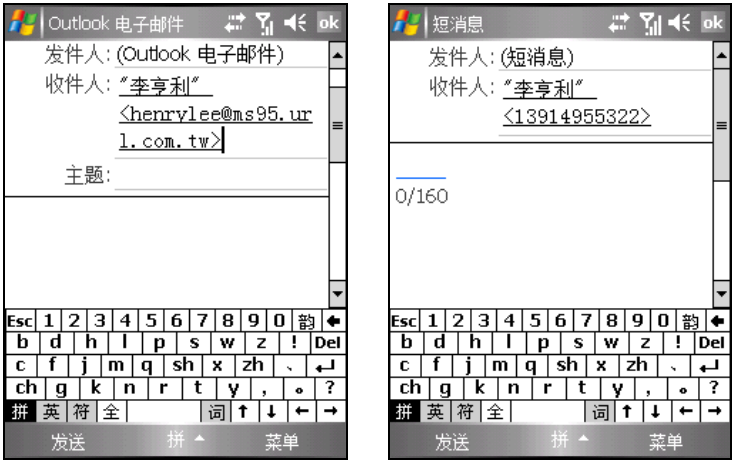 Outlook 电子邮件 ok
发件人: (Outlook 电子邮件)
收件人: "李亨利"
<henrylee@ms95.ur
l.com.tw>
主题:
Esc 1 2 3 4 5 6 7 8 9 0 韵 ←
b d h l p s w z ! Del
c f j m q sh x zh 、 ↵
ch g k n r t y , 。 ?
拼 英 符 全 词 ↑ ↓ ← →
发送 拼 菜单
短消息 ok
发件人: (短消息)
收件人: "李亨利"
<13914955322>
0/160
Esc 1 2 3 4 5 6 7 8 9 0 韵 ←
b d h l p s w z ! Del
c f j m q sh x zh 、 ↵
ch g k n r t y , 。 ?
拼 英 符 全 词 ↑ ↓ ← →
发送 拼 菜单